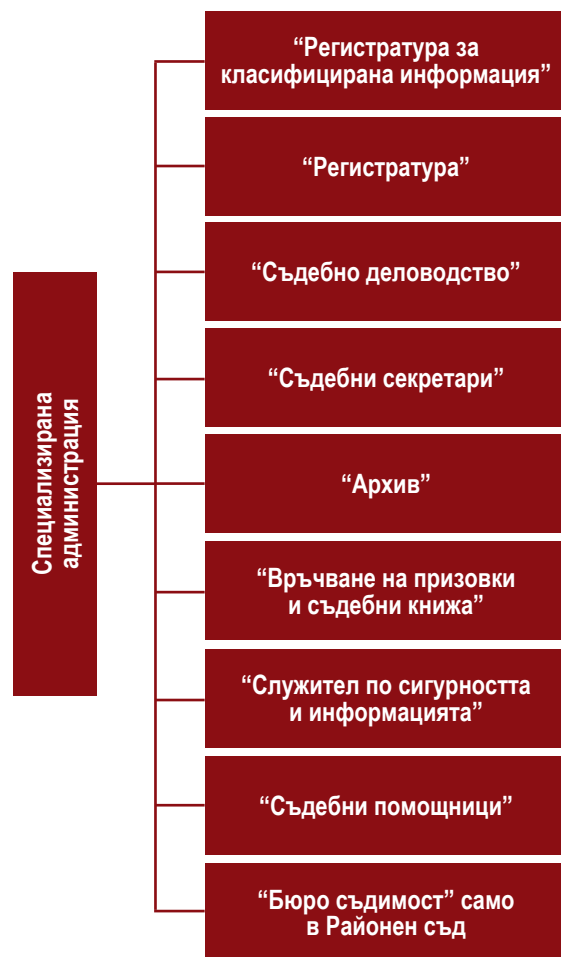 “Регистратура за
класифицирана информация”
“Регистратура”
“Съдебно деловодство”
“Съдебни секретари”
Специализирана
администрация
“Архив”
“Връчване на призовки
и съдебни книжа”
“Служител по сигурността
и информацията”
“Съдебни помощници”
“Бюро съдимост” само
в Районен съд